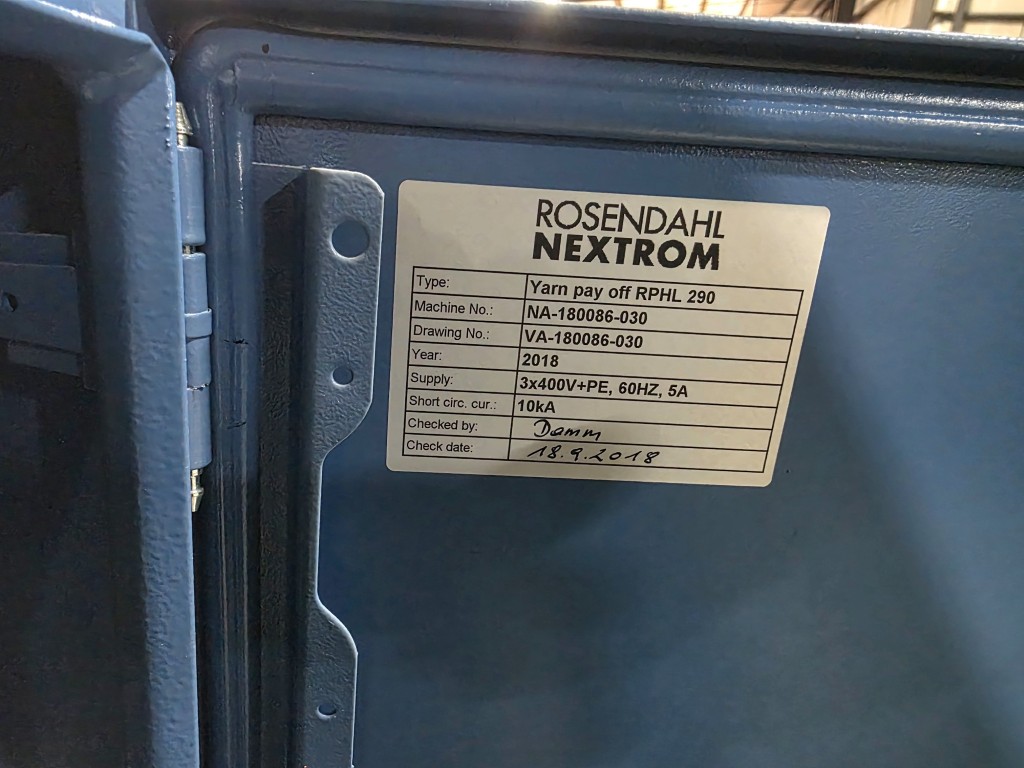 ROSENDAHL
NEXTROM
Type: Yarn pay off RPHL 290
Machine No.: NA-180086-030
Drawing No.: VA-180086-030
Year: 2018
Supply: 3x400V+PE, 60HZ, 5A
Short circ. cur.: 10kA
Checked by: Damm
Check date: 18.9.2018